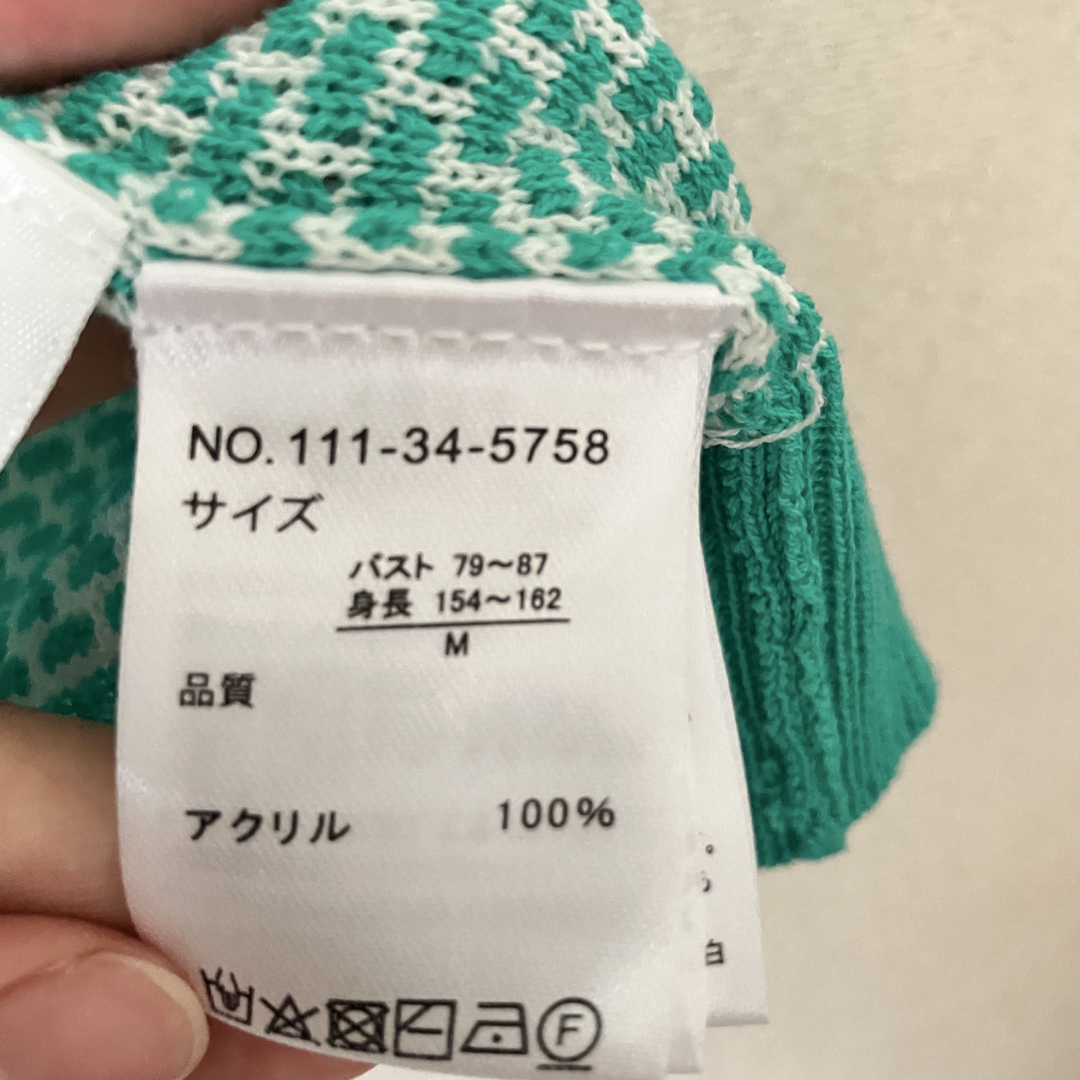 NO. 111-34-5758
サイズ
バスト 79～87
身長 154～162
M
品質
アクリル 100%
F